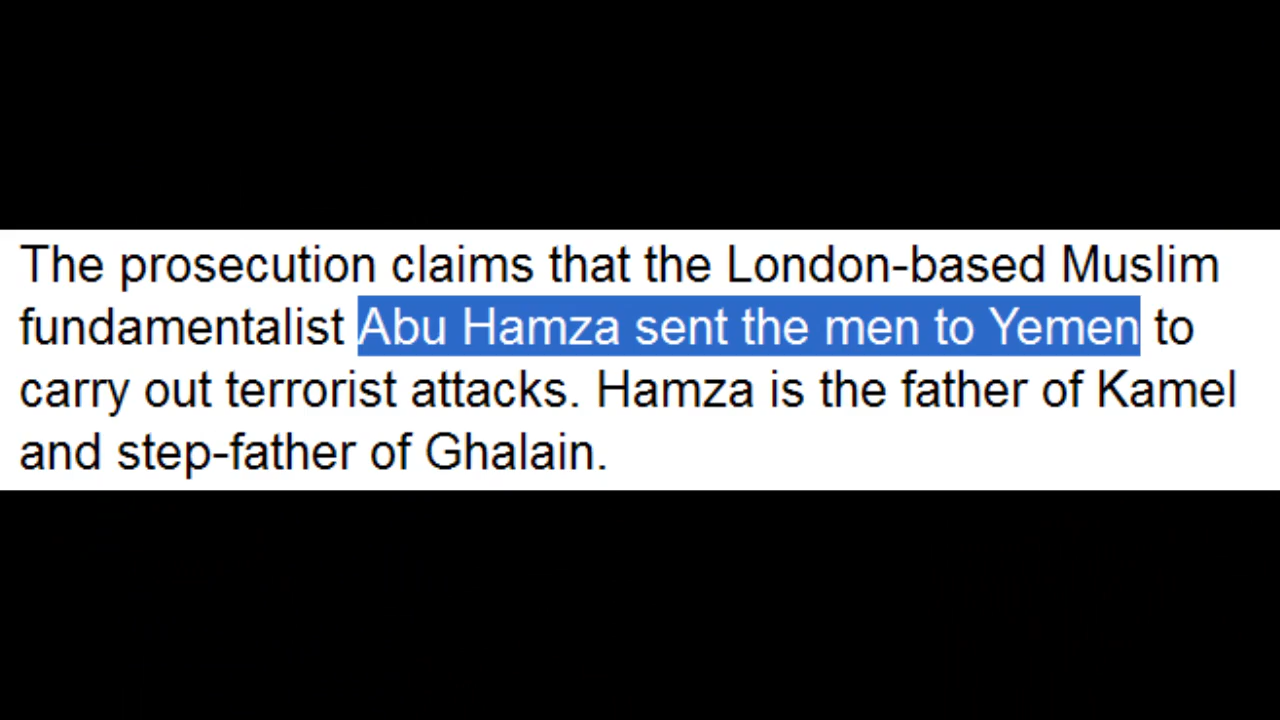 The prosecution claims that the London-based Muslim
fundamentalist Abu Hamza sent the men to Yemen to
carry out terrorist attacks. Hamza is the father of Kamel
and step-father of Ghalain.